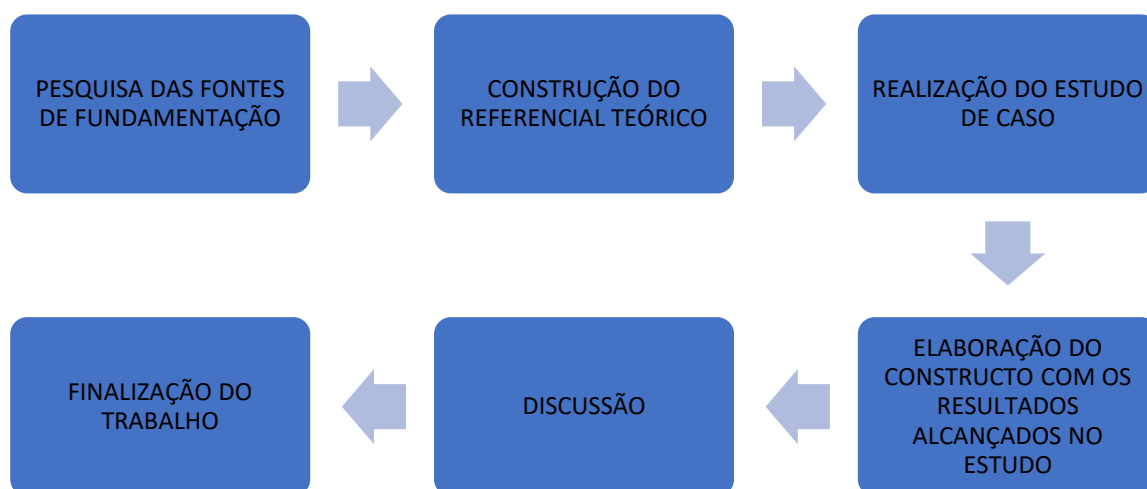 PESQUISA DAS FONTES
DE FUNDAMENTAÇÃO
CONSTRUÇÃO DO
REFERENCIAL TEÓRICO
REALIZAÇÃO DO ESTUDO
DE CASO
ELABORAÇÃO DO
CONSTRUCTO COM OS
RESULTADOS
ALCANÇADOS NO
ESTUDO
DISCUSSÃO
FINALIZAÇÃO DO
TRABALHO